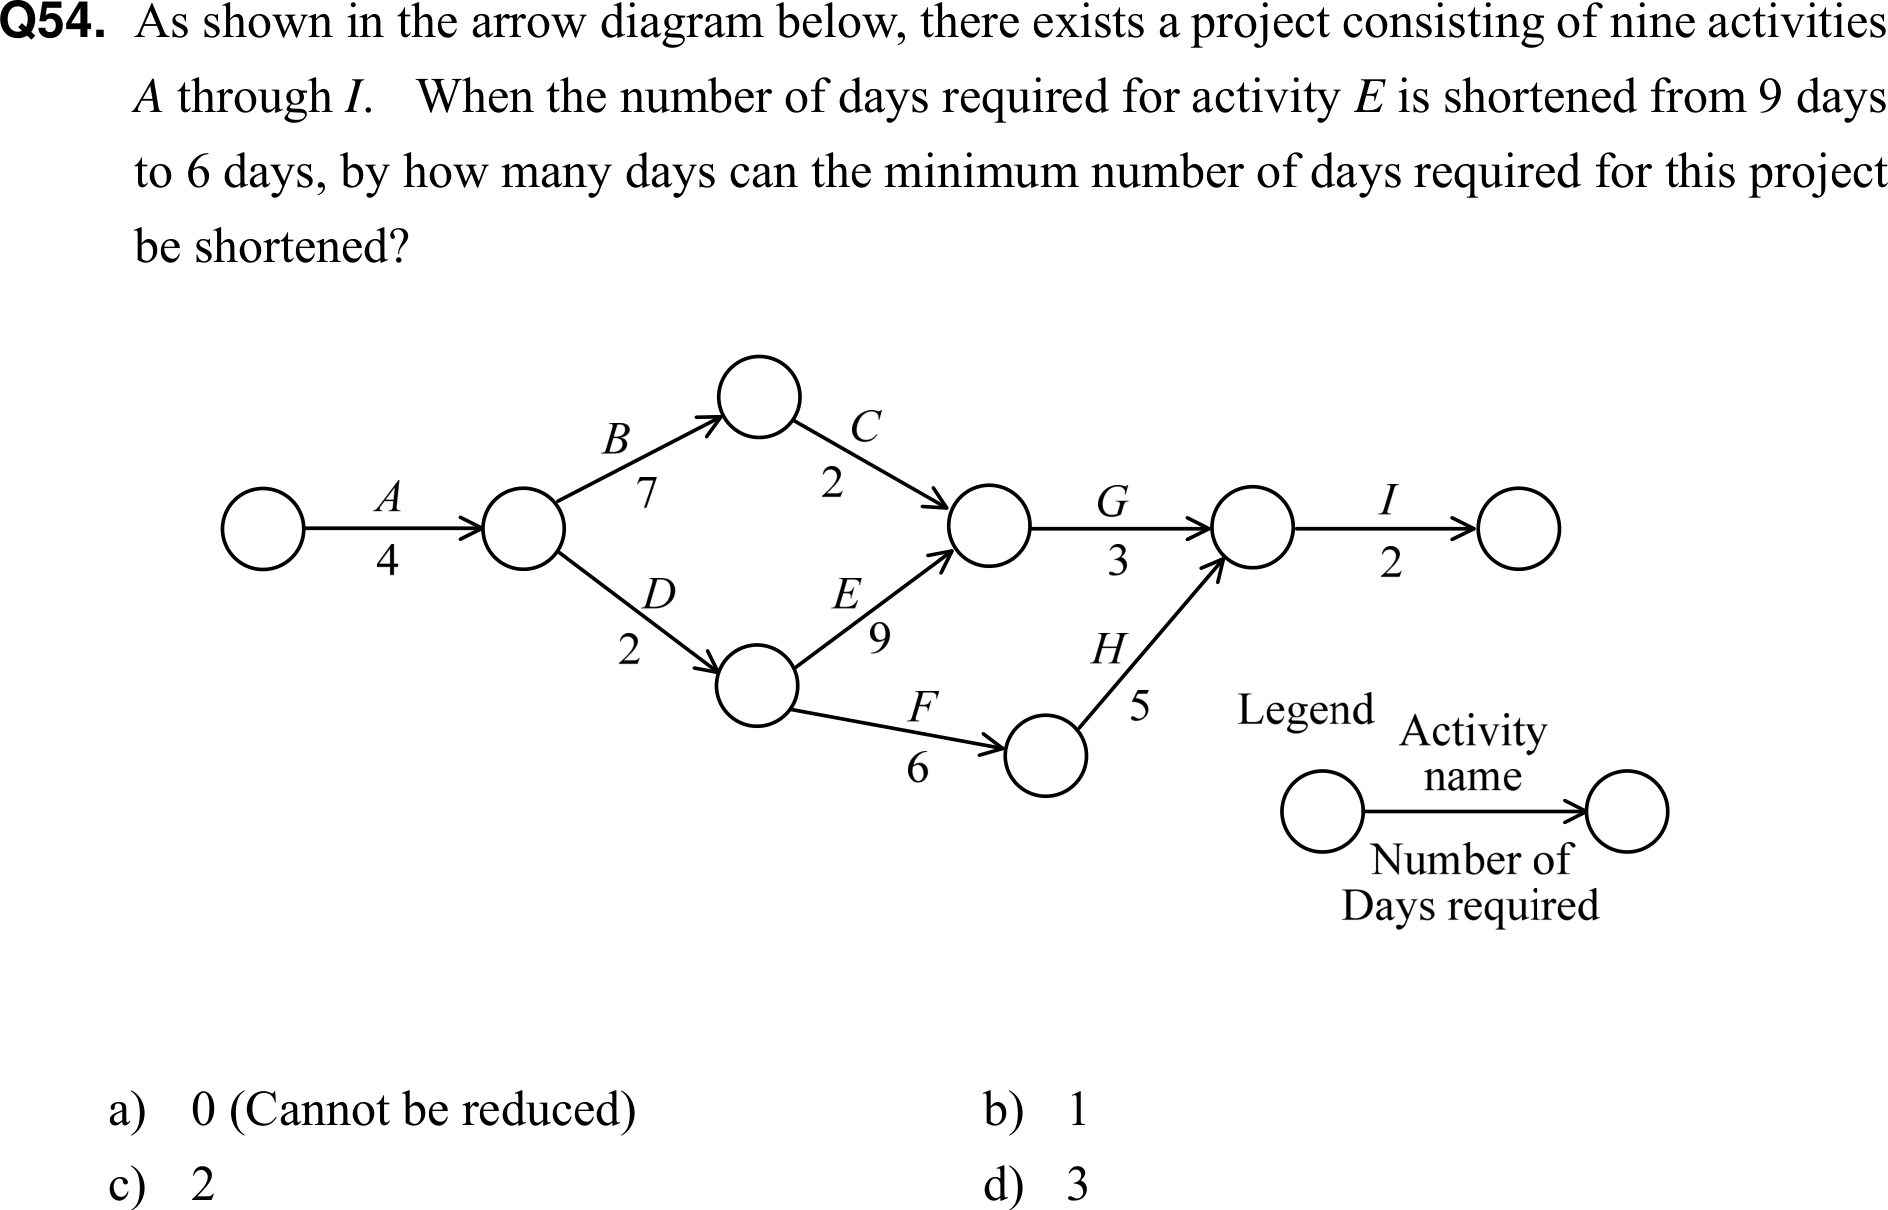 Q54. As shown in the arrow diagram below, there exists a project consisting of nine activities
A through I. When the number of days required for activity E is shortened from 9 days
to 6 days, by how many days can the minimum number of days required for this project
be shortened?
B
7
C
2
A
4
G
3
I
2
D
2
E
9
F
6
H
5
Legend
Activity
name
Number of
Days required
a) 0 (Cannot be reduced)
b) 1
c) 2
d) 3